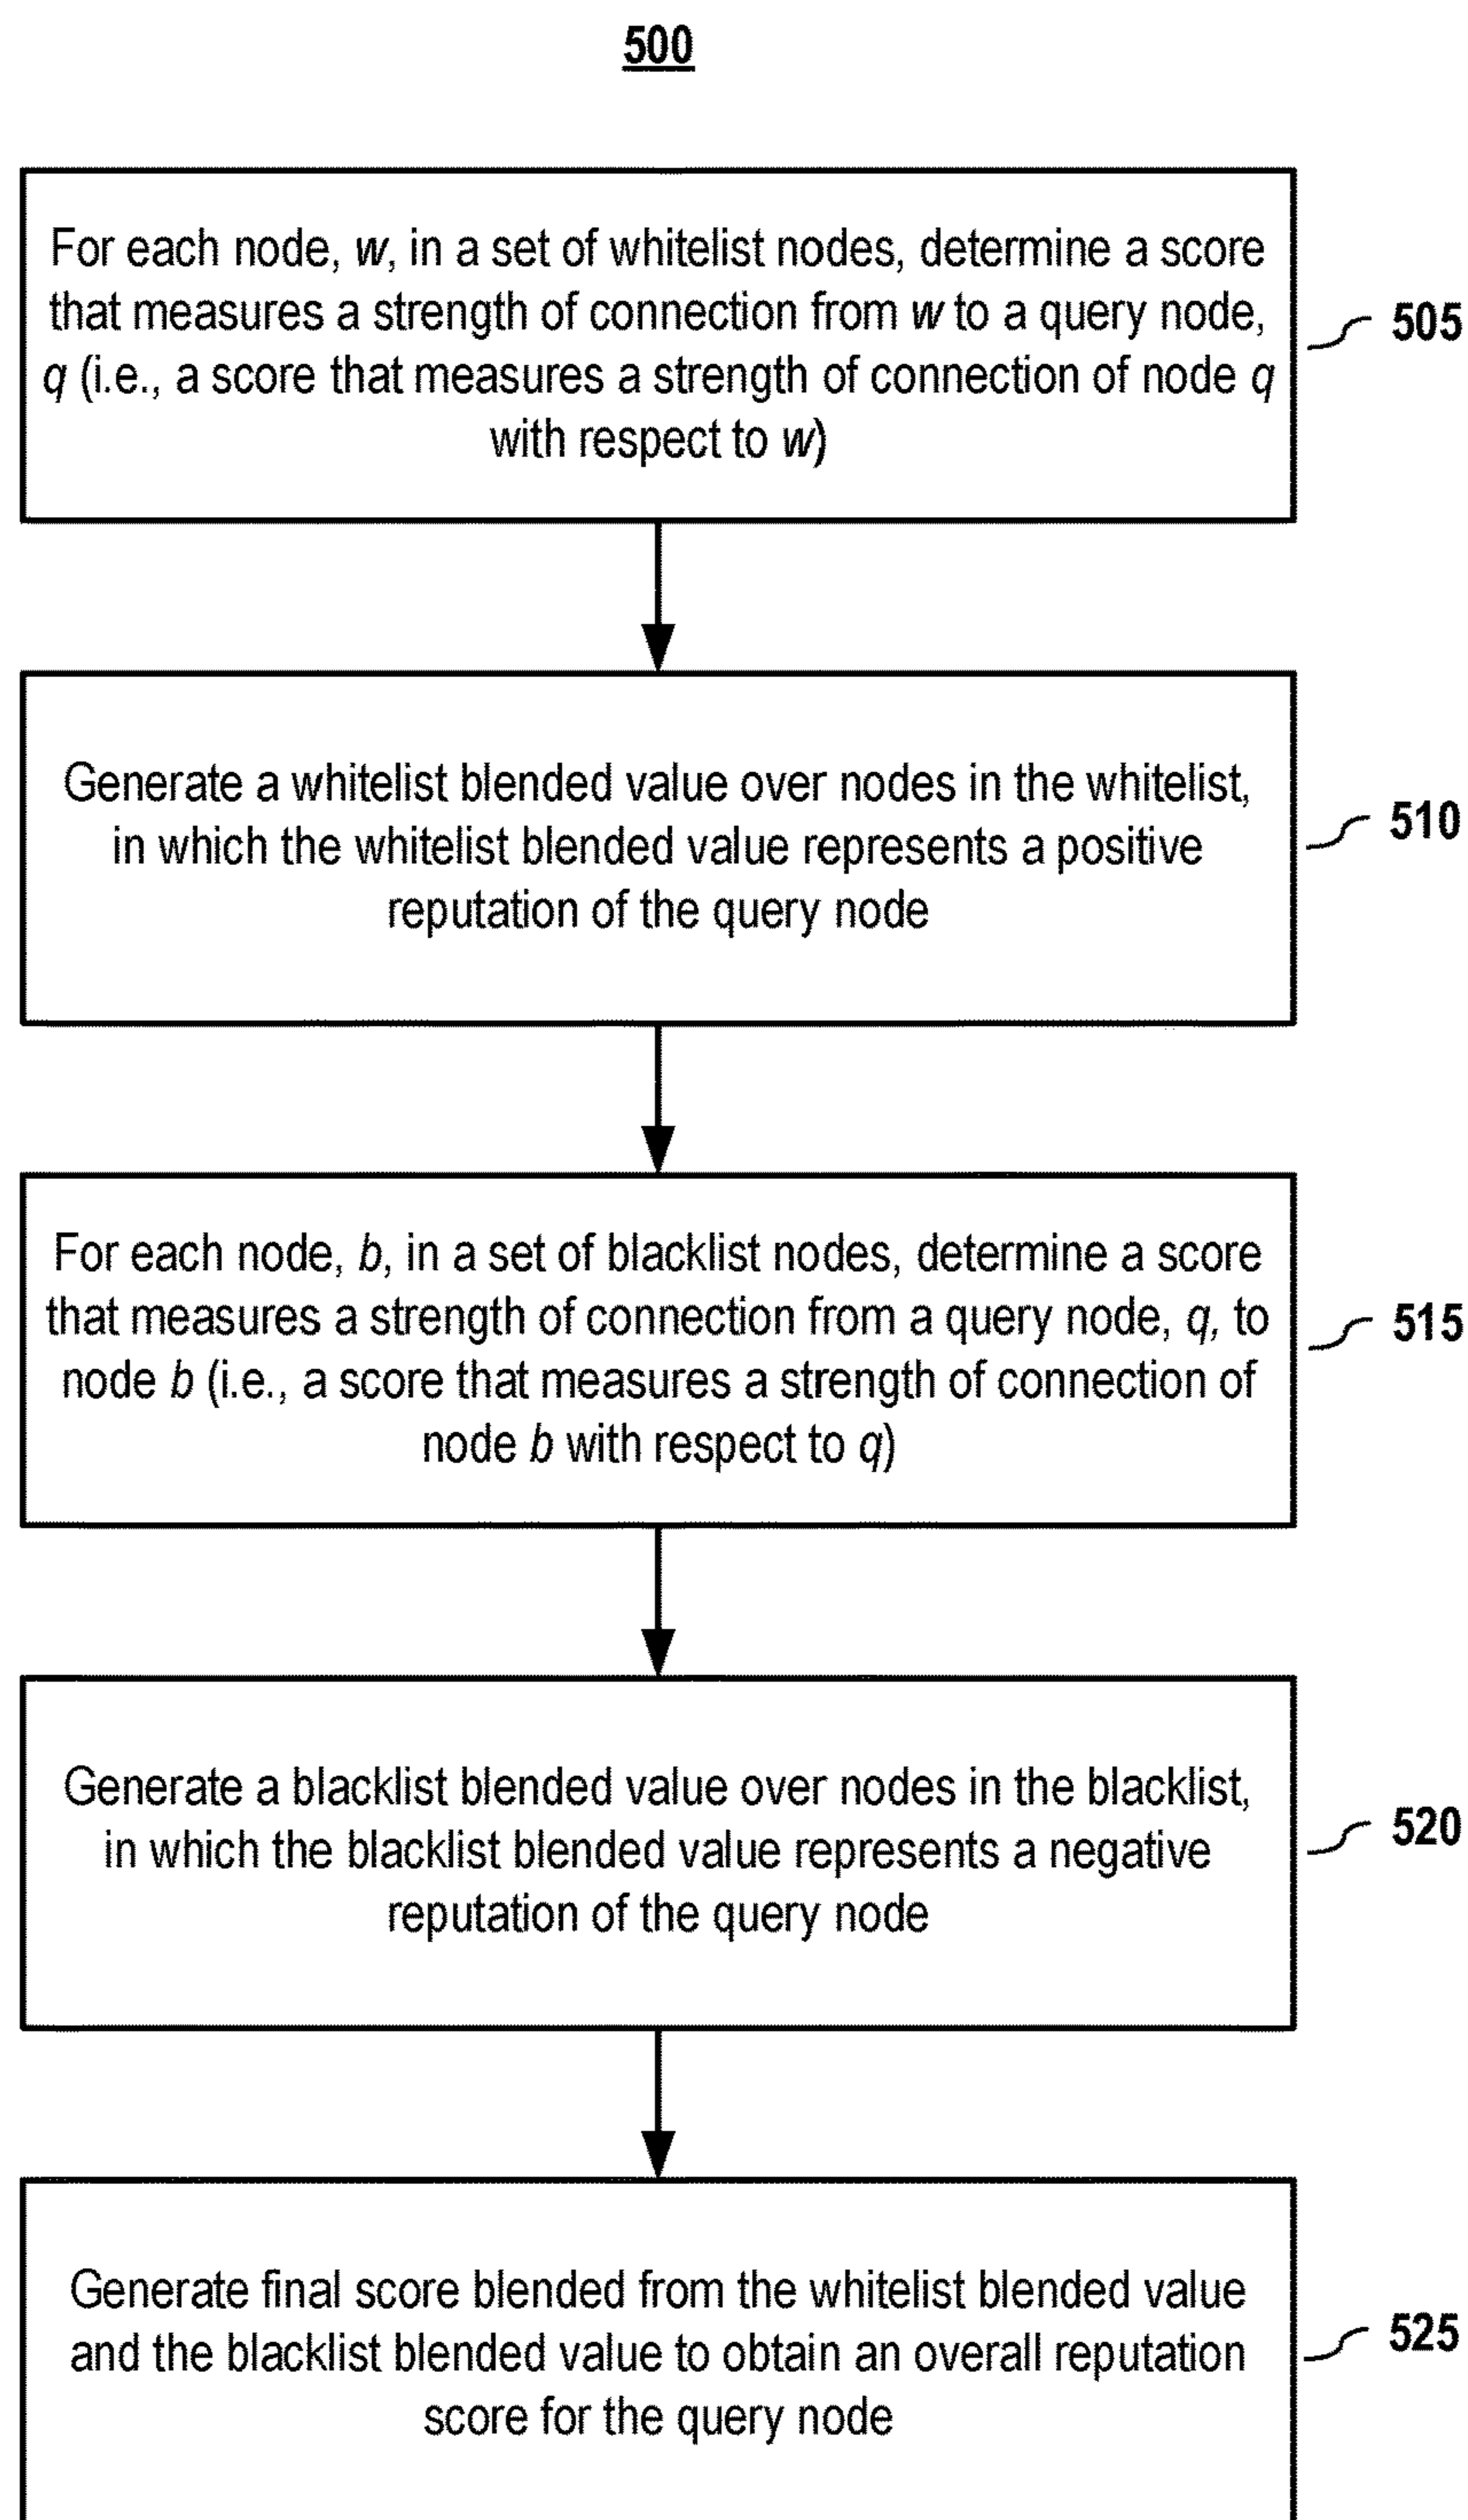 500
For each node, w, in a set of whitelist nodes, determine a score
that measures a strength of connection from w to a query node,
q (i.e., a score that measures a strength of connection of node q
with respect to w)
505
Generate a whitelist blended value over nodes in the whitelist,
in which the whitelist blended value represents a positive
reputation of the query node
510
For each node, b, in a set of blacklist nodes, determine a score
that measures a strength of connection from a query node, q, to
node b (i.e., a score that measures a strength of connection of
node b with respect to q)
515
Generate a blacklist blended value over nodes in the blacklist,
in which the blacklist blended value represents a negative
reputation of the query node
520
Generate final score blended from the whitelist blended value
and the blacklist blended value to obtain an overall reputation
score for the query node
525